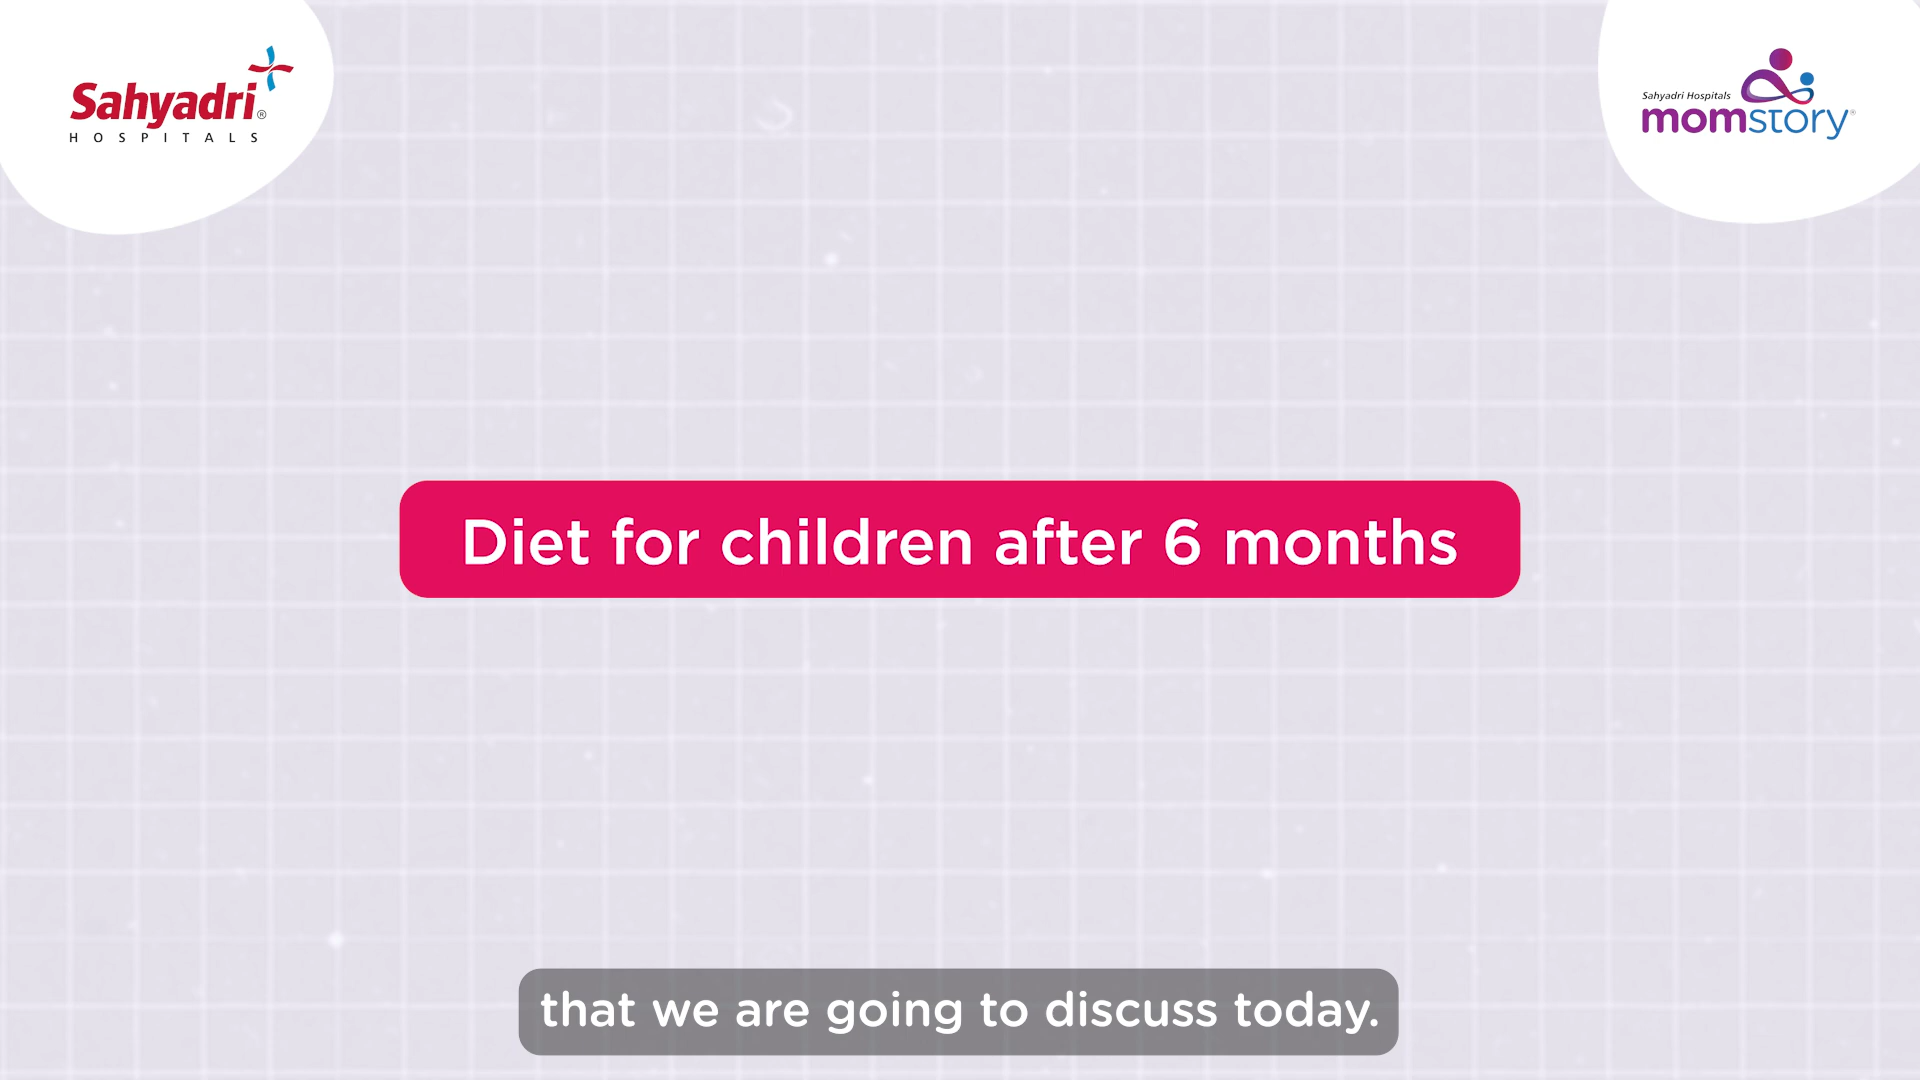 Sahyadri®
HOSPITALS
Sahyadri Hospitals
momstory®
Diet for children after 6 months
that we are going to discuss today.